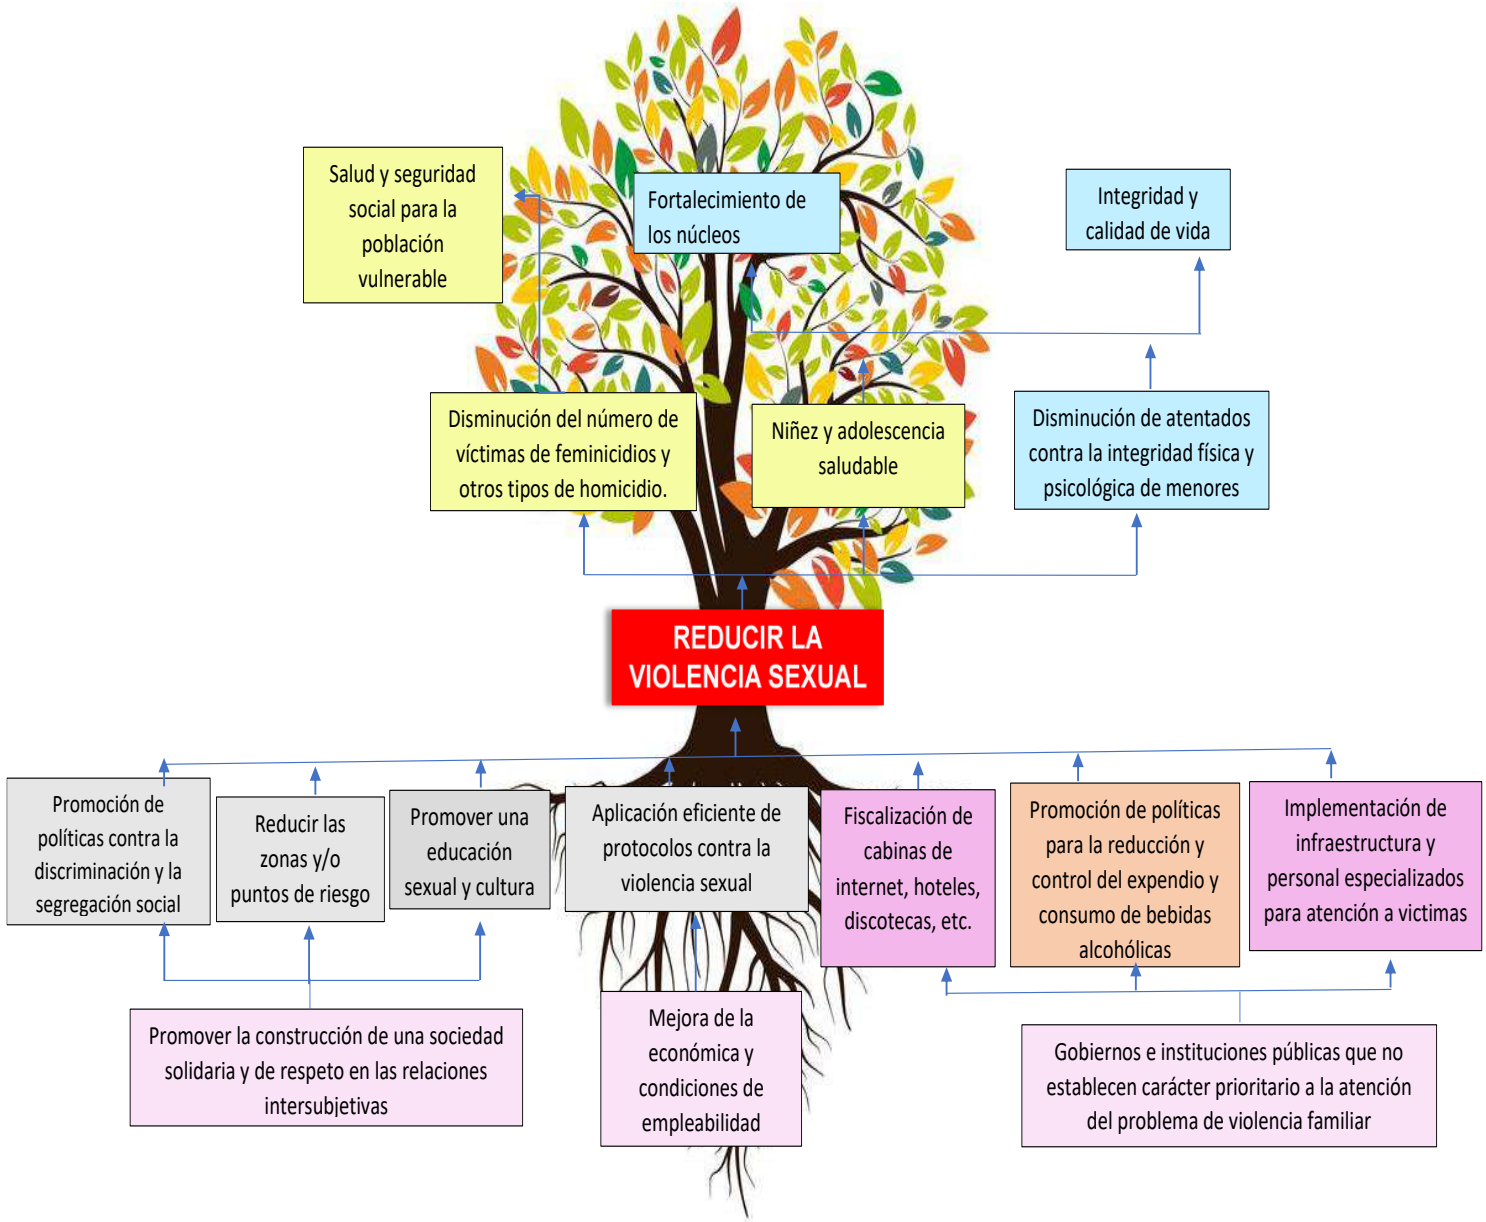 Salud y seguridad
social para la
población
vulnerable
Fortalecimiento de
los núcleos
Integridad y
calidad de vida
Disminución del número de
víctimas de feminicidios y
otros tipos de homicidio.
Niñez y adolescencia
saludable
Disminución de atentados
contra la integridad física y
psicológica de menores
REDUCIR LA
VIOLENCIA SEXUAL
Promoción de
políticas contra la
discriminación y la
segregación social
Reducir las
zonas y/o
puntos de riesgo
Promover una
educación
sexual y cultura
Aplicación eficiente de
protocolos contra la
violencia sexual
Fiscalización de
cabinas de
internet, hoteles,
discotecas, etc.
Promoción de políticas
para la reducción y
control del expendio y
consumo de bebidas
alcohólicas
Implementación de
infraestructura y
personal especializados
para atención a victimas
Promover la construcción de una sociedad
solidaria y de respeto en las relaciones
intersubjetivas
Mejora de la
económica y
condiciones de
empleabilidad
Gobiernos e instituciones públicas que no
establecen carácter prioritario a la atención
del problema de violencia familiar